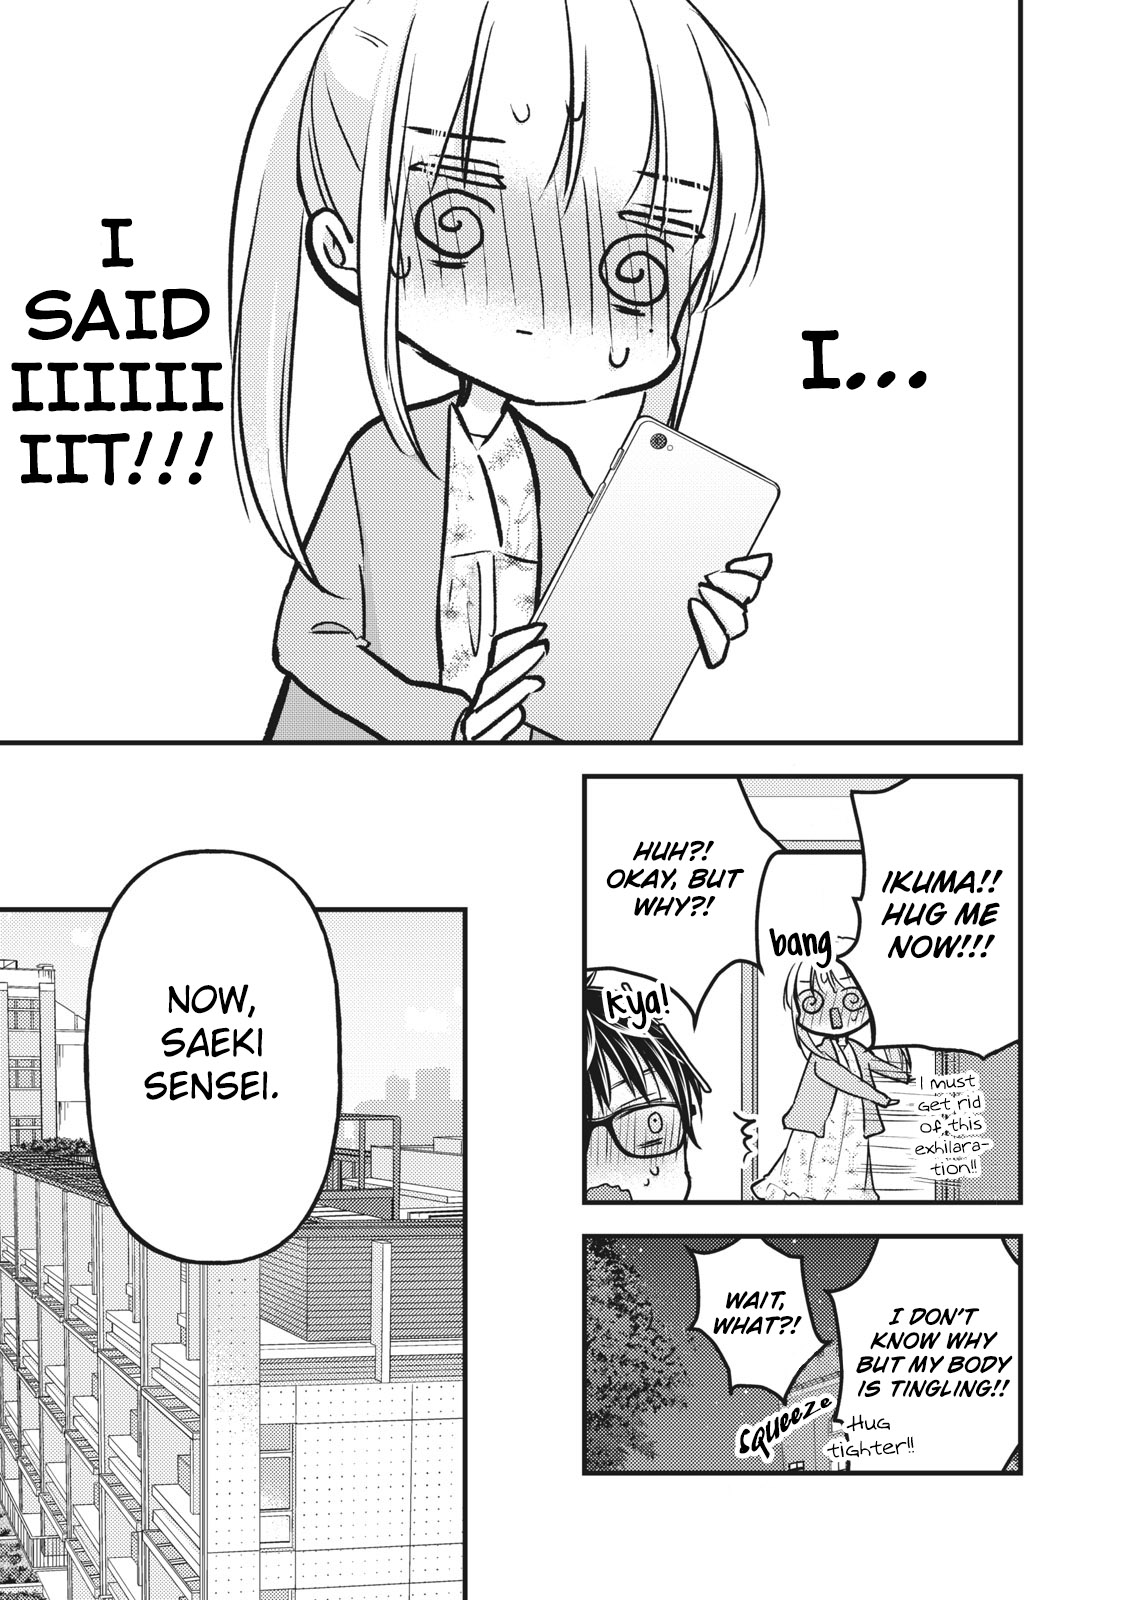 I...
I
SAID
IIIIIII
IIT!!!
IKUMA!!
HUG ME
NOW!!!
HUH?!
OKAY, BUT
WHY?!
bang
Kya!
I must
get rid
of this
exhilara-
tion!!
I DON'T
KNOW WHY
BUT MY BODY
IS TINGLING!!
Hug
tighter!!
WAIT,
WHAT?!
SQUEEZE
NOW,
SAEKI
SENSEI.